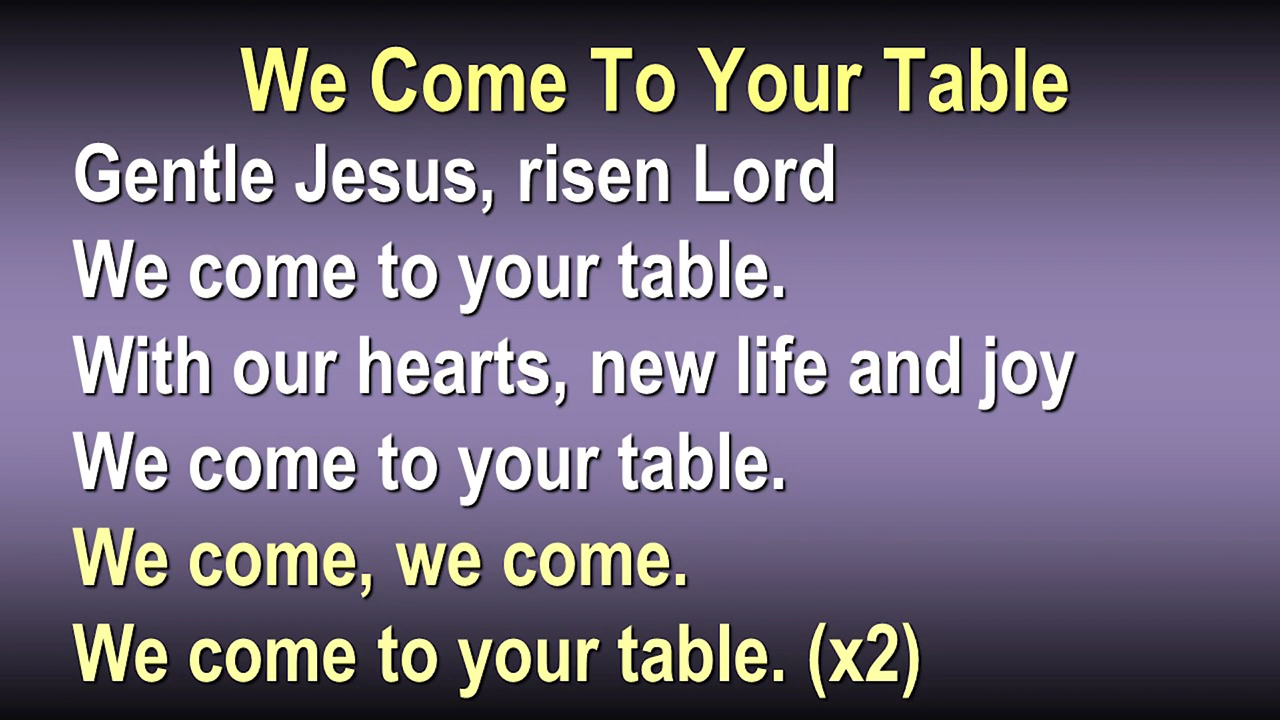 We Come To Your Table
Gentle Jesus, risen Lord
We come to your table.
With our hearts, new life and joy
We come to your table.
We come, we come.
We come to your table. (x2)